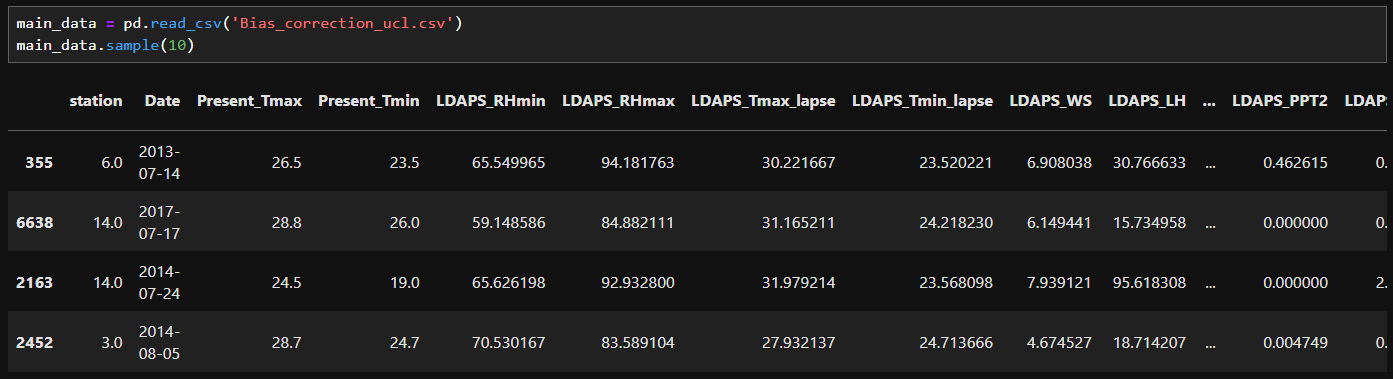 main_data = pd.read_csv('Bias_correction_ucl.csv')
main_data.sample(10)
station Date Present_Tmax Present_Tmin LDAPS_RHmin LDAPS_RHmax LDAPS_Tmax_lapse LDAPS_Tmin_lapse LDAPS_WS LDAPS_LH ... LDAPS_PPT2 LDAPS
355 6.0 2013-07-14 26.5 23.5 65.549965 94.181763 30.221667 23.520221 6.908038 30.766633 ... 0.462615 0.
6638 14.0 2017-07-17 28.8 26.0 59.148586 84.882111 31.165211 24.218230 6.149441 15.734958 ... 0.000000 0.
2163 14.0 2014-07-24 24.5 19.0 65.626198 92.932800 31.979214 23.568098 7.939121 95.618308 ... 0.000000 2.
2452 3.0 2014-08-05 28.7 24.7 70.530167 83.589104 27.932137 24.713666 4.674527 18.714207 ... 0.004749 0.